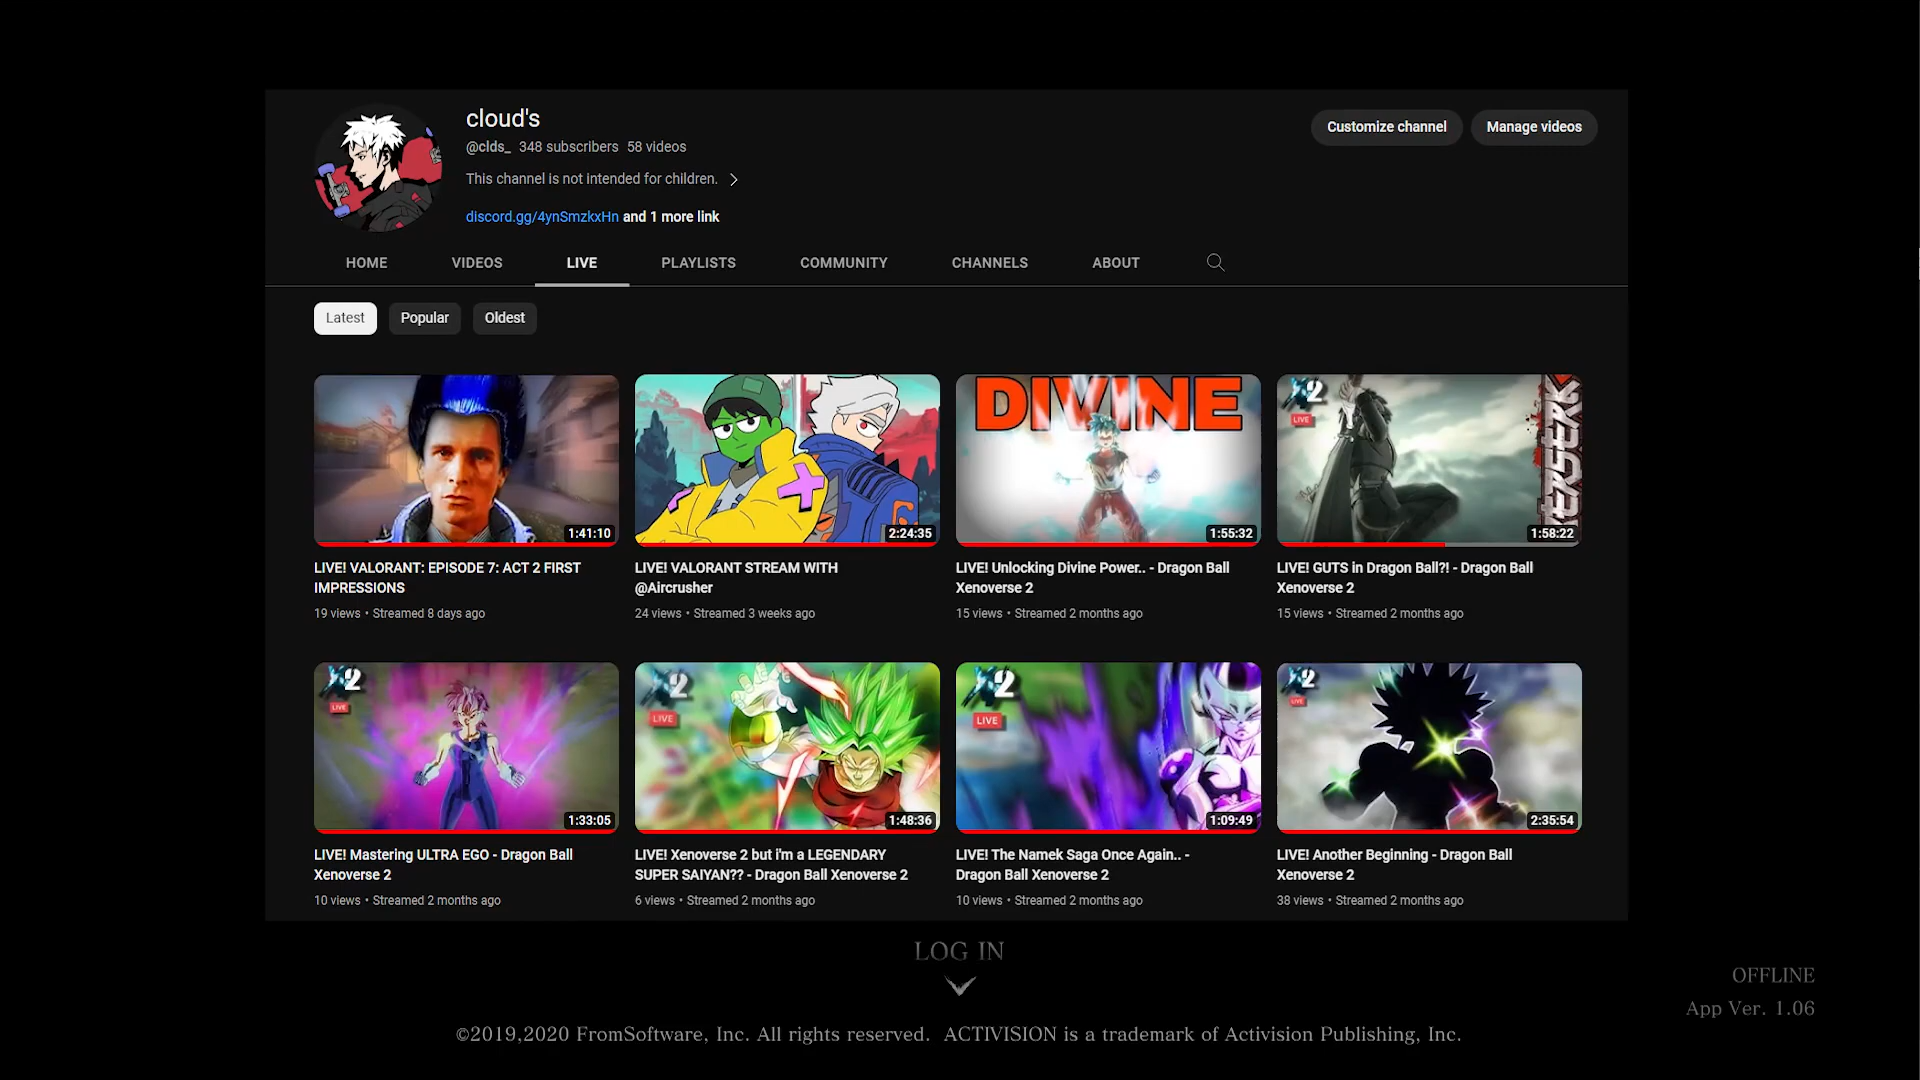 cloud's
@clds_ 348 subscribers 58 videos
This channel is not intended for children.
discord.gg/4ynSmzkxHn and 1 more link
Customize channel
Manage videos
HOME VIDEOS LIVE PLAYLISTS COMMUNITY CHANNELS ABOUT
Latest Popular Oldest
1:41:10
LIVE! VALORANT: EPISODE 7: ACT 2 FIRST
IMPRESSIONS
19 views • Streamed 8 days ago
2:24:35
LIVE! VALORANT STREAM WITH
@Aircrusher
24 views • Streamed 3 weeks ago
DIVINE
1:55:32
LIVE! Unlocking Divine Power.. - Dragon Ball
Xenoverse 2
15 views • Streamed 2 months ago
2
LIVE
BERSERK
1:58:22
LIVE! GUTS in Dragon Ball?! - Dragon Ball
Xenoverse 2
15 views • Streamed 2 months ago
2
LIVE
1:33:05
LIVE! Mastering ULTRA EGO - Dragon Ball
Xenoverse 2
10 views • Streamed 2 months ago
2
LIVE
1:48:36
LIVE! Xenoverse 2 but i'm a LEGENDARY
SUPER SAIYAN?? - Dragon Ball Xenoverse 2
6 views • Streamed 2 months ago
2
LIVE
1:09:49
LIVE! The Namek Saga Once Again.. -
Dragon Ball Xenoverse 2
10 views • Streamed 2 months ago
2
LIVE
2:35:54
LIVE! Another Beginning - Dragon Ball
Xenoverse 2
38 views • Streamed 2 months ago
LOG IN
OFFLINE
App Ver. 1.06
©2019,2020 FromSoftware, Inc. All rights reserved. ACTIVISION is a trademark of Activision Publishing, Inc.